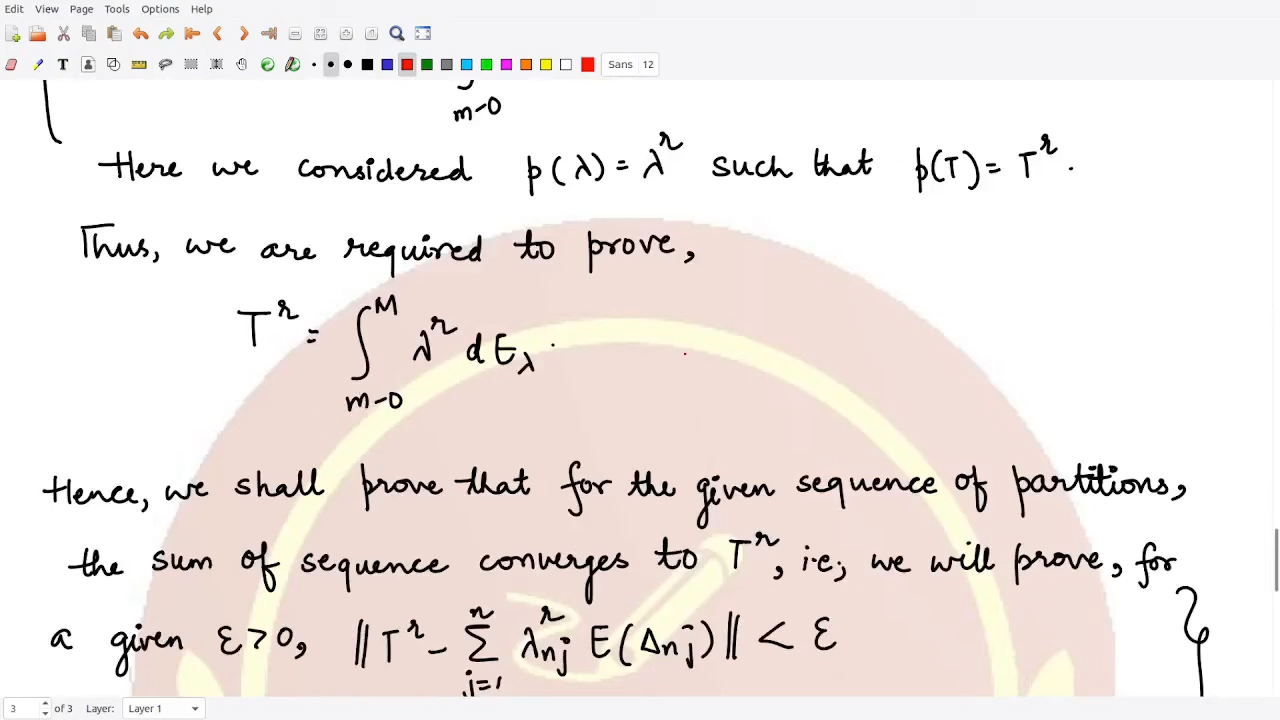 Edit View Page Tools Options Help
Sans 12
m-0
Here we considered p(λ) = λ^r such that p(T) = T^r.
Thus, we are required to prove,
T^r = ∫_{m-0}^{M} λ^r dE_λ.
Hence, we shall prove that for the given sequence of partitions,
the sum of sequence converges to T^r, i.e., we will prove, for
a given ε > 0, ‖T^r - Σ_{j=1}^{n} λ_{nj}^r E(Δnj)‖ < ε
3 of 3 Layer: Layer 1